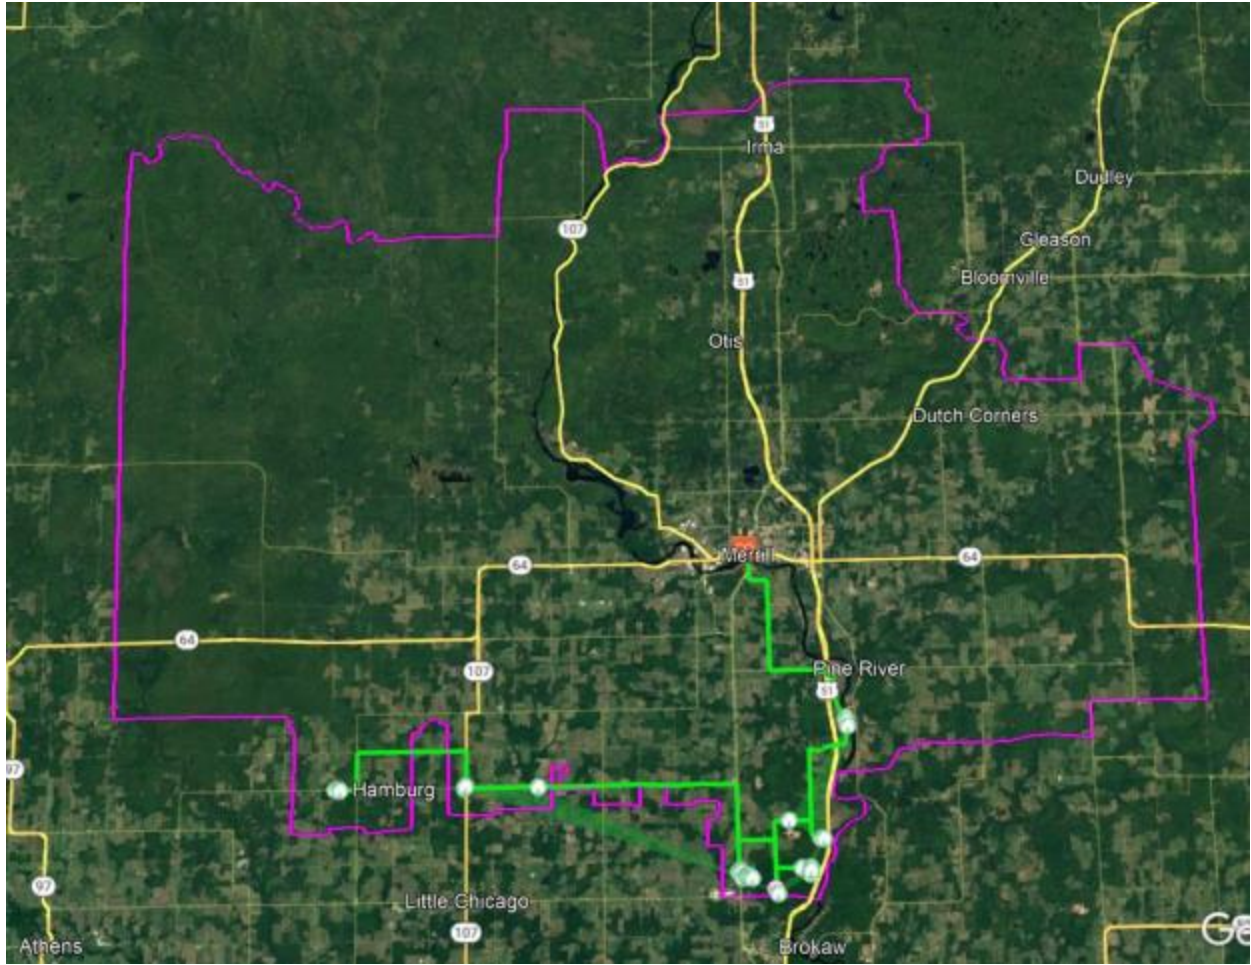 51
Irma
Dudley
107
Gleason
Bloomville
51
Otis
Dutch Corners
Merrill
64
64
64
Pine River
107
51
97
Hamburg
97
Little Chicago
107
Athens
Brokaw